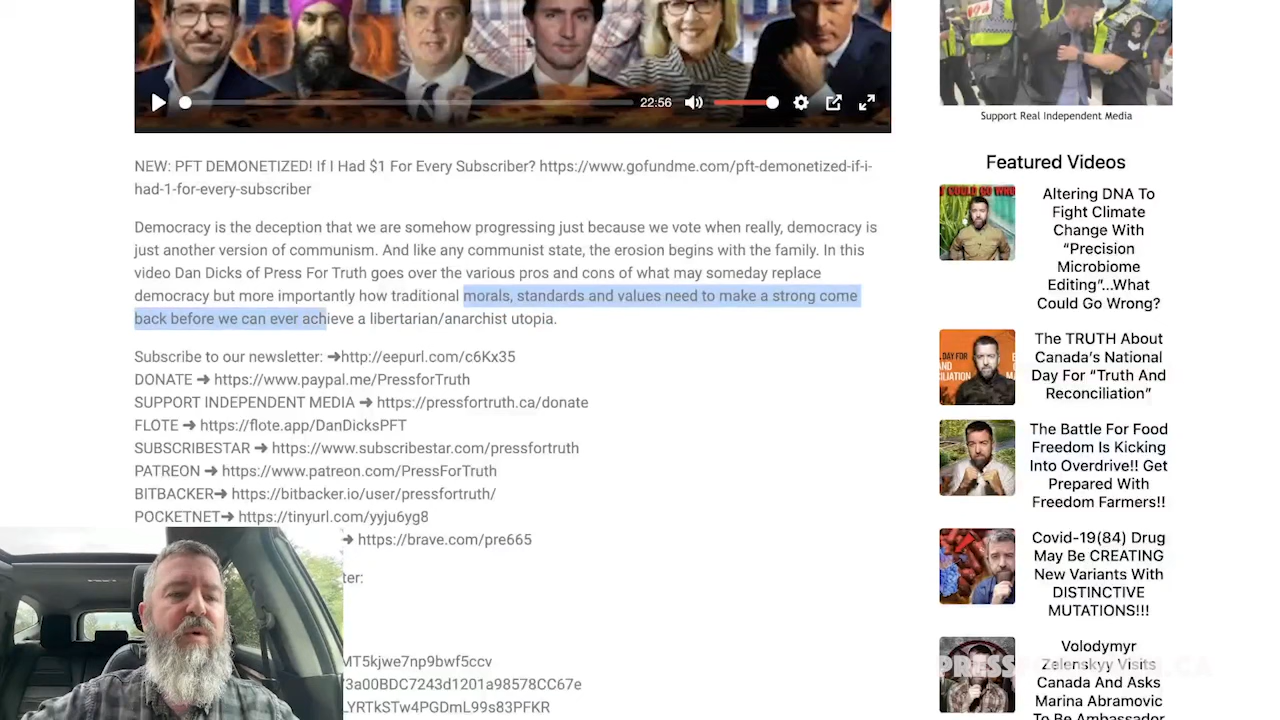 22:56
Support Real Independent Media
NEW: PFT DEMONETIZED! If I Had $1 For Every Subscriber? https://www.gofundme.com/pft-demonetized-if-i-
had-1-for-every-subscriber
Democracy is the deception that we are somehow progressing just because we vote when really, democracy is
just another version of communism. And like any communist state, the erosion begins with the family. In this
video Dan Dicks of Press For Truth goes over the various pros and cons of what may someday replace
democracy but more importantly how traditional morals, standards and values need to make a strong come
back before we can ever achieve a libertarian/anarchist utopia.
Subscribe to our newsletter: ➜http://eepurl.com/c6Kx35
DONATE ➜ https://www.paypal.me/PressforTruth
SUPPORT INDEPENDENT MEDIA ➜ https://pressfortruth.ca/donate
FLOTE ➜ https://flote.app/DanDicksPFT
SUBSCRIBESTAR ➜ https://www.subscribestar.com/pressfortruth
PATREON ➜ https://www.patreon.com/PressForTruth
BITBACKER➜ https://bitbacker.io/user/pressfortruth/
POCKETNET➜ https://tinyurl.com/yyju6yg8
➜ https://brave.com/pre665
ter:
MT5kjwe7np9bwf5ccv
3a00BDC7243d1201a98578CC67e
LYRTkSTw4PGDmL99s83PFKR
Featured Videos
Altering DNA To
Fight Climate
Change With
“Precision
Microbiome
Editing”...What
Could Go Wrong?
The TRUTH About
Canada’s National
Day For “Truth And
Reconciliation”
The Battle For Food
Freedom Is Kicking
Into Overdrive!! Get
Prepared With
Freedom Farmers!!
Covid-19(84) Drug
May Be CREATING
New Variants With
DISTINCTIVE
MUTATIONS!!!
Volodymyr
Zelenskyy Visits
Canada And Asks
Marina Abramovic
To Be Ambassador